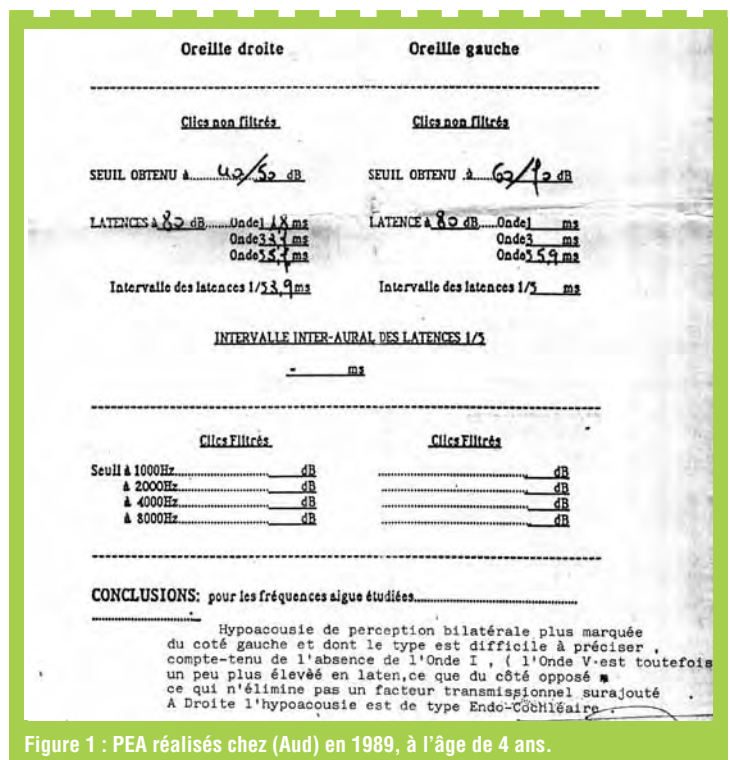 Oreille droite Oreille gauche
Clics non filtrés Clics non filtrés
SEUIL OBTENU à 40/50 dB SEUIL OBTENU à 60/70 dB
LATENCES à 80 dB Onde1 1,8 ms LATENCE à 80 dB Onde1 ms
Onde3 ms Onde3 ms
Onde5 5,7 ms Onde5 5,9 ms
Intervalle des latences 1/5 3,9 ms Intervalle des latences 1/5 ms
INTERVALLE INTER-AURAL DES LATENCES 1/5
- ms
Clics Filtrés Clics Filtrés
Seuil à 1000Hz dB dB
à 2000Hz dB dB
à 4000Hz dB dB
à 8000Hz dB dB
CONCLUSIONS: pour les fréquences aigue étudiées
Hypoacousie de perception bilatérale plus marquée
du coté gauche et dont le type est difficile à préciser ,
compte-tenu de l'absence de l'Onde I , ( l'Onde V est toutefois
un peu plus élevèé en laten,ce que du côté opposé
ce qui n'élimine pas un facteur transmissionnel surajouté .
A Droite l'hypoacousie est de type Endo-Cochléaire .
Figure 1 : PEA réalisés chez (Aud) en 1989, à l'âge de 4 ans.